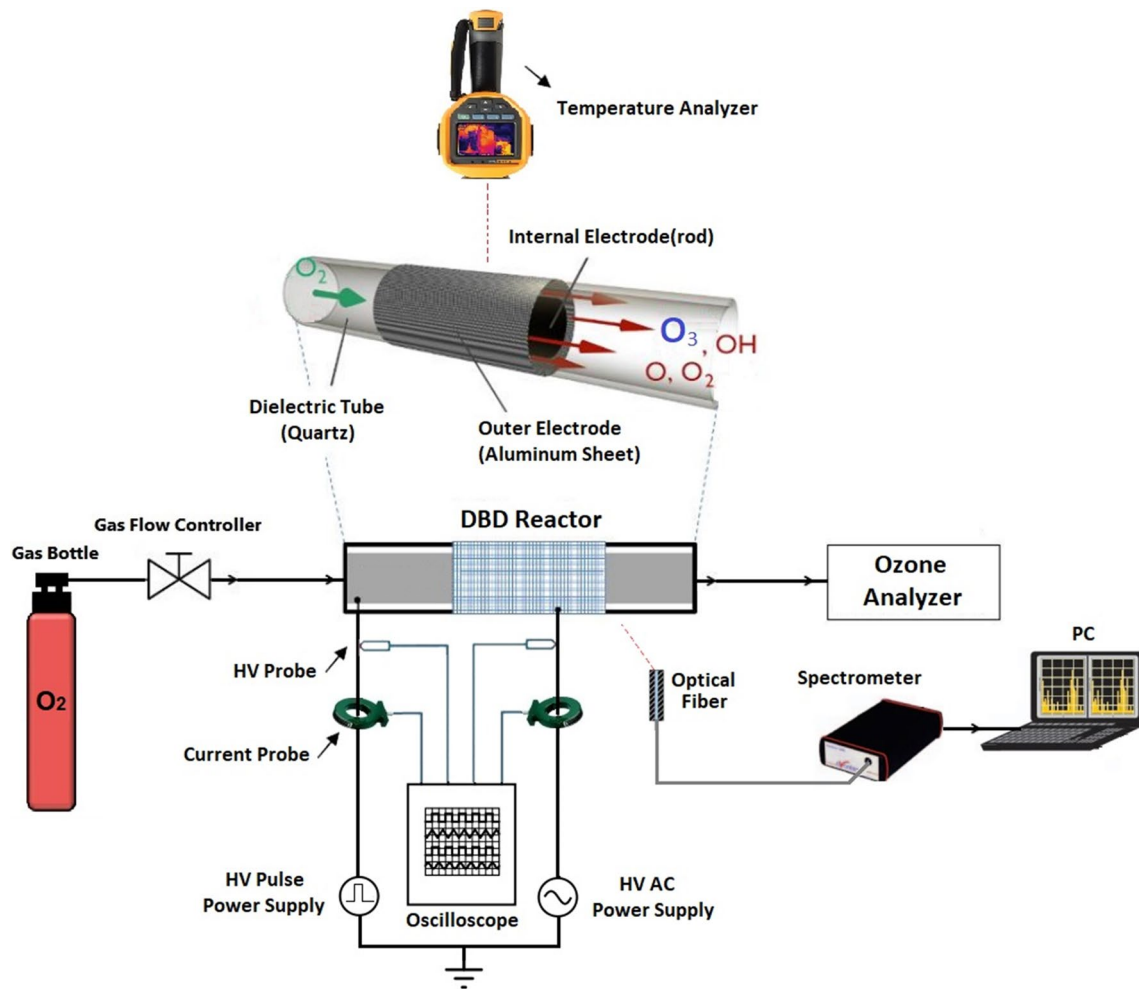 Temperature Analyzer
Internal Electrode(rod)
O2
O3, OH
O, O2
Dielectric Tube
(Quartz)
Outer Electrode
(Aluminum Sheet)
DBD Reactor
Gas Flow Controller
Gas Bottle
Ozone
Analyzer
O2
HV Probe
Optical
Fiber
Spectrometer
PC
Current Probe
HV Pulse
Power Supply
Oscilloscope
HV AC
Power Supply